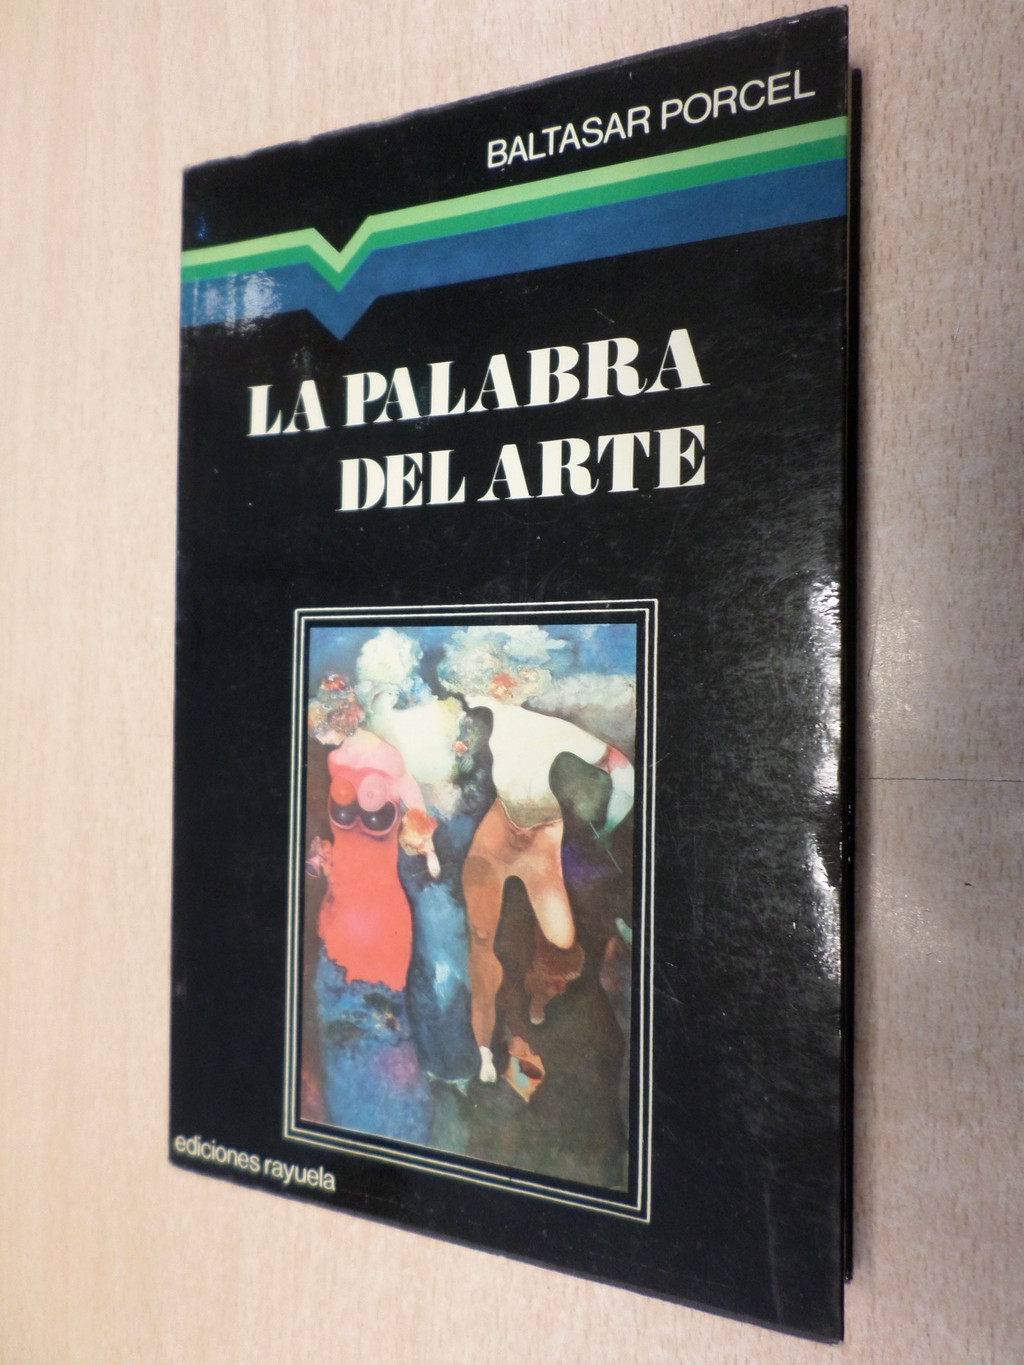 BALTASAR PORCEL
LA PALABRA
DEL ARTE
ediciones rayuela